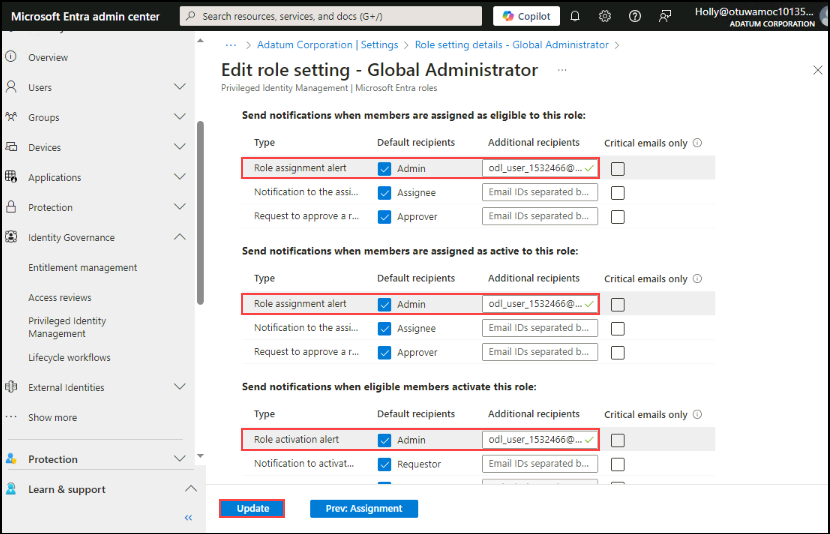 Microsoft Entra admin center
Search resources, services, and docs (G+/)
Copilot
Holly@otuwamoc10135...
ADATUM CORPORATION
Overview
Users
Groups
Devices
Applications
Protection
Identity Governance
Entitlement management
Access reviews
Privileged Identity
Management
Lifecycle workflows
External Identities
Show more
Protection
Learn & support
... > Adatum Corporation | Settings > Role setting details - Global Administrator >
Edit role setting - Global Administrator ...
Privileged Identity Management | Microsoft Entra roles
Send notifications when members are assigned as eligible to this role:
Type Default recipients Additional recipients Critical emails only
Role assignment alert Admin odl_user_1532466@...
Notification to the assi... Assignee Email IDs separated b...
Request to approve a r... Approver Email IDs separated b...
Send notifications when members are assigned as active to this role:
Type Default recipients Additional recipients Critical emails only
Role assignment alert Admin odl_user_1532466@...
Notification to the assi... Assignee Email IDs separated b...
Request to approve a r... Approver Email IDs separated b...
Send notifications when eligible members activate this role:
Type Default recipients Additional recipients Critical emails only
Role activation alert Admin odl_user_1532466@...
Notification to activat... Requestor Email IDs separated b...
Update
Prev: Assignment